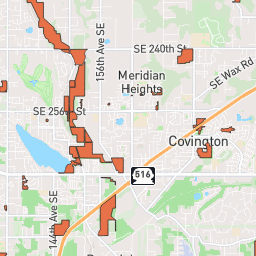 156th Ave SE
SE 240th St
Meridian
Heights
SE Wax Rd
SE 256th St
Covington
516
144th Ave SE